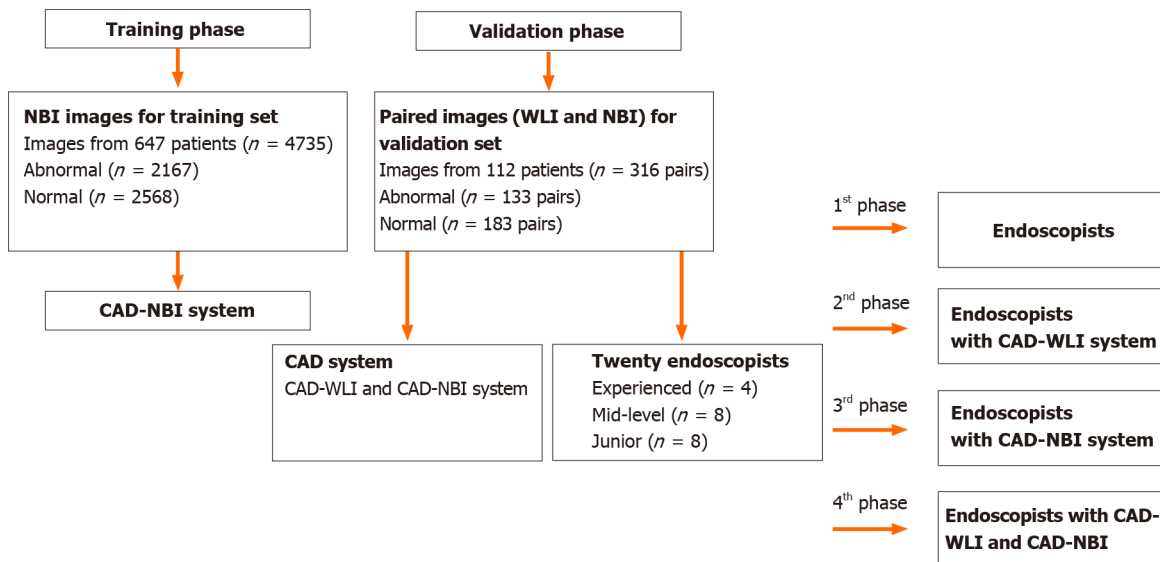 Training phase
NBI images for training set
Images from 647 patients (n = 4735)
Abnormal (n = 2167)
Normal (n = 2568)
CAD-NBI system
Validation phase
Paired images (WLI and NBI) for
validation set
Images from 112 patients (n = 316 pairs)
Abnormal (n = 133 pairs)
Normal (n = 183 pairs)
CAD system
CAD-WLI and CAD-NBI system
Twenty endoscopists
Experienced (n = 4)
Mid-level (n = 8)
Junior (n = 8)
1st phase
Endoscopists
2nd phase
Endoscopists
with CAD-WLI system
3rd phase
Endoscopists
with CAD-NBI system
4th phase
Endoscopists with CAD-
WLI and CAD-NBI